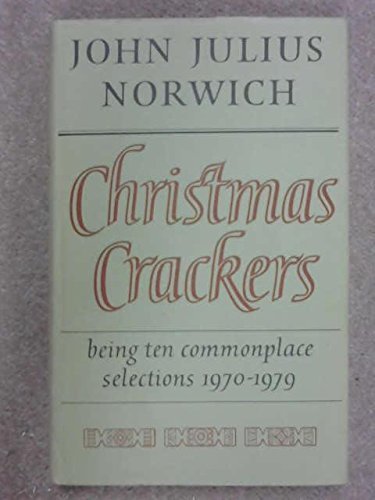 JOHN JULIUS
NORWICH
Christmas
Crackers
being ten commonplace
selections 1970-1979